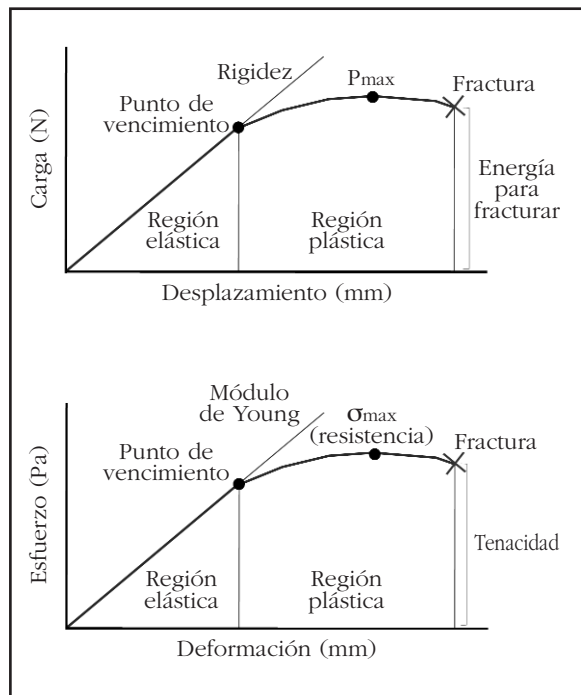 Rigidez
Pmax
Fractura
Punto de
vencimiento
Carga (N)
Energía
para
fracturar
Región
elástica
Región
plástica
Desplazamiento (mm)
Módulo
de Young
σmax
(resistencia)
Fractura
Punto de
vencimiento
Esfuerzo (Pa)
Tenacidad
Región
elástica
Región
plástica
Deformación (mm)